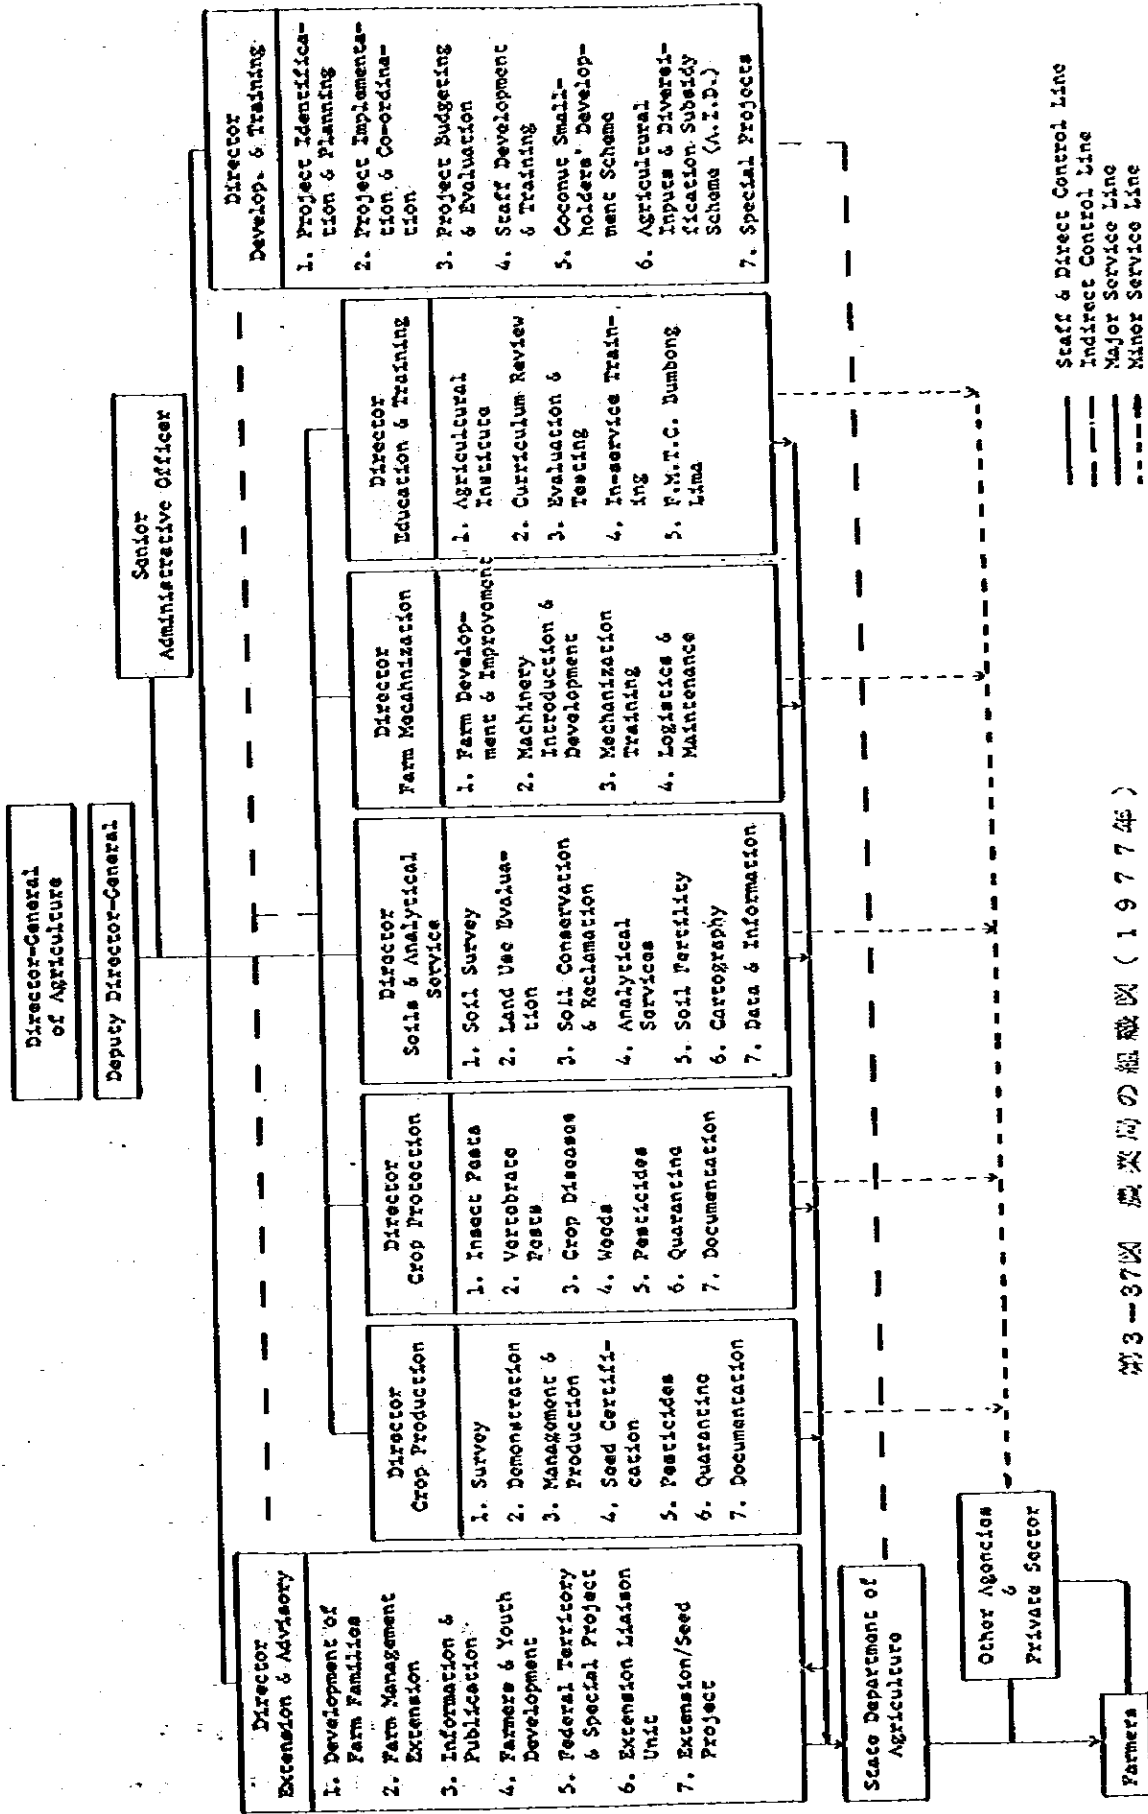 Director-General
of Agriculture
Deputy Director-General
Senior
Administrative Officer
Director
Extension & Advisory
1. Development of
Farm Families
2. Farm Management
Extension
3. Information &
Publication
4. Farmers & Youth
Development
5. Federal Territory
& Special Project
6. Extension Liaison
Unit
7. Extension/Seed
Project
Director
Crop Production
1. Survey
2. Demonstration
3. Management &
Production
4. Seed Certifi-
cation
5. Pesticides
6. Quarantine
7. Documentation
Director
Crop Protection
1. Insect Pests
2. Vertebrate
Pests
3. Crop Diseases
4. Weeds
5. Pesticides
6. Quarantine
7. Documentation
Director
Soils & Analytical
Service
1. Soil Survey
2. Land Use Evalua-
tion
3. Soil Conservation
& Reclamation
4. Analytical
Services
5. Soil Fertility
6. Cartography
7. Data & Information
Director
Farm Mecahnization
1. Farm Develop-
ment & Improvement
2. Machinery
Introduction &
Development
3. Mechanization
Training
4. Logistics &
Maintenance
Director
Education & Training
1. Agricultural
Institute
2. Curriculum Review
3. Evaluation &
Testing
4. In-service Train-
ing
5. F.M.T.C. Bumbong
Lima
Director
Develop. & Training
1. Project Identifica-
tion & Planning
2. Project Implementa-
tion & Co-ordina-
tion
3. Project Budgeting
& Evaluation
4. Staff Development
& Training
5. Coconut Small-
holders' Develop-
ment Scheme
6. Agricultural
Inputs & Diversi-
fication Subsidy
Scheme (A.I.D.)
7. Special Projects
State Department of
Agriculture
Other Agencies
&
Private Sector
Farmers
Staff & Direct Control Line
Indirect Control Line
Major Service Line
Minor Service Line
第3-37図 農業局の組織図(1977年)